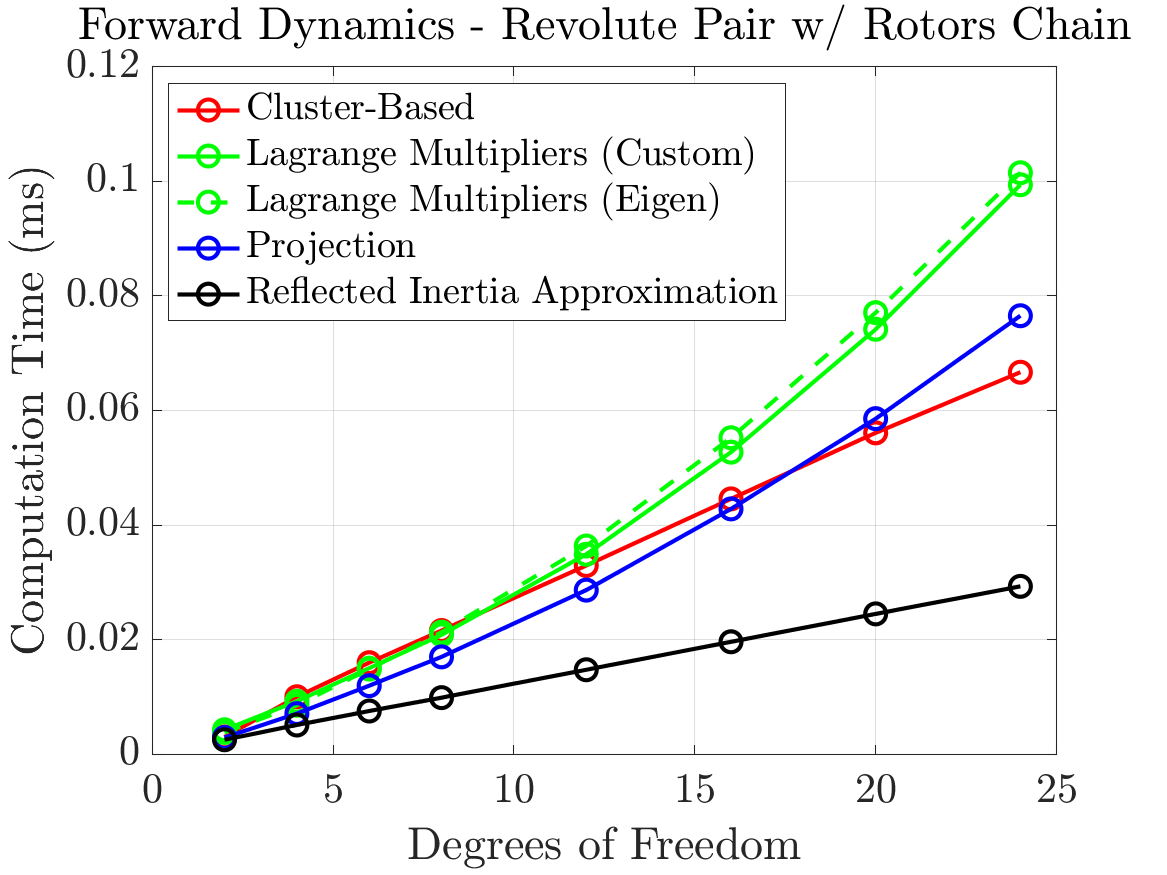 Forward Dynamics - Revolute Pair w/ Rotors Chain
0.12
0.1
0.08
0.06
0.04
0.02
0
Computation Time (ms)
Cluster-Based
Lagrange Multipliers (Custom)
Lagrange Multipliers (Eigen)
Projection
Reflected Inertia Approximation
0 5 10 15 20 25
Degrees of Freedom